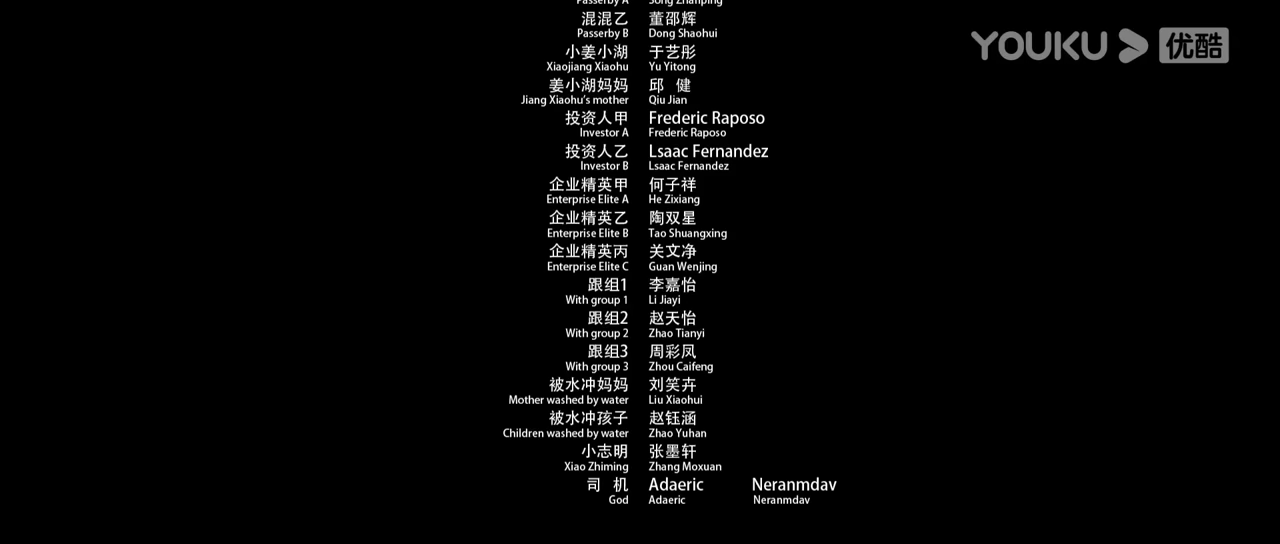 Passerby A Song Zhanping
混混乙 董邵辉
Passerby B Dong Shaohui
小姜小湖 于艺彤
Xiaojiang Xiaohu Yu Yitong
姜小湖妈妈 邱 健
Jiang Xiaohu's mother Qiu Jian
投资人甲 Frederic Raposo
Investor A Frederic Raposo
投资人乙 Lsaac Fernandez
Investor B Lsaac Fernandez
企业精英甲 何子祥
Enterprise Elite A He Zixiang
企业精英乙 陶双星
Enterprise Elite B Tao Shuangxing
企业精英丙 关文净
Enterprise Elite C Guan Wenjing
跟组1 李嘉怡
With group 1 Li Jiayi
跟组2 赵天怡
With group 2 Zhao Tianyi
跟组3 周彩凤
With group 3 Zhou Caifeng
被水冲妈妈 刘笑卉
Mother washed by water Liu Xiaohui
被水冲孩子 赵钰涵
Children washed by water Zhao Yuhan
小志明 张墨轩
Xiao Zhiming Zhang Moxuan
司 机 Adaeric Neranmdav
God Adaeric Neranmdav
YOUKU 优酷